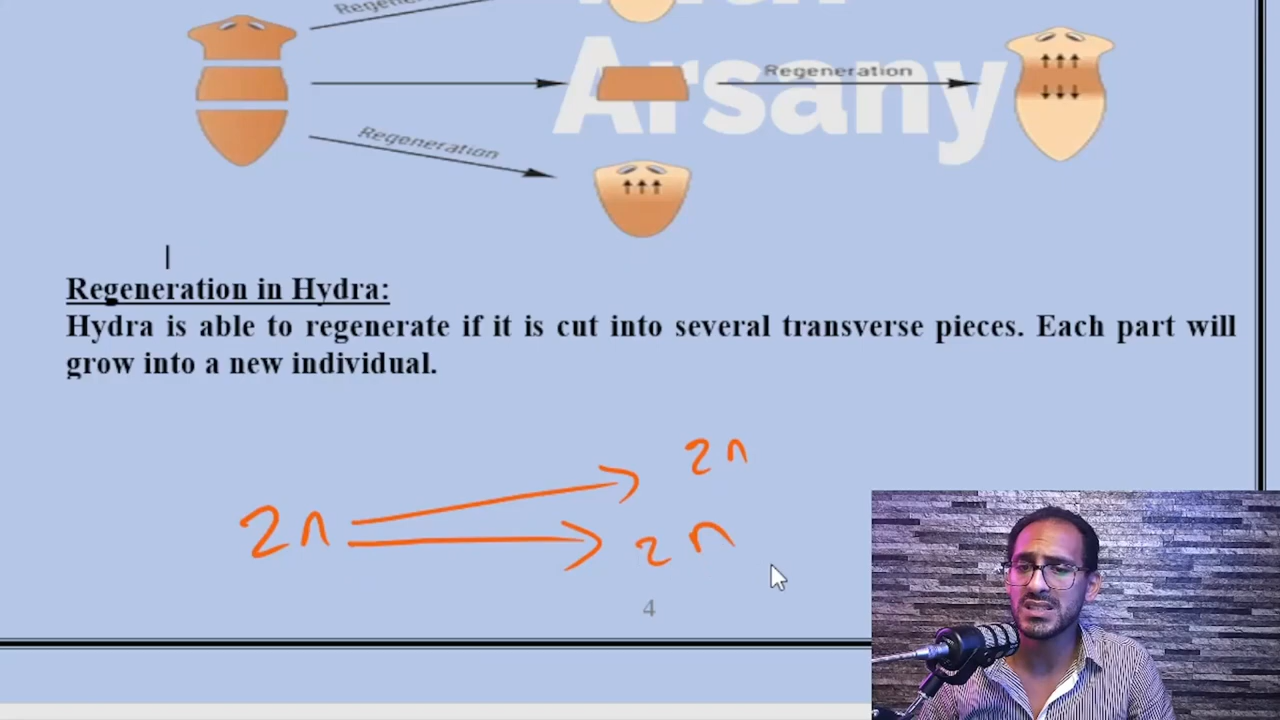 Regene
Arsany
Regeneration
Regeneration
Regeneration in Hydra:
Hydra is able to regenerate if it is cut into several transverse pieces. Each part will
grow into a new individual.
2n
2n
2n
4